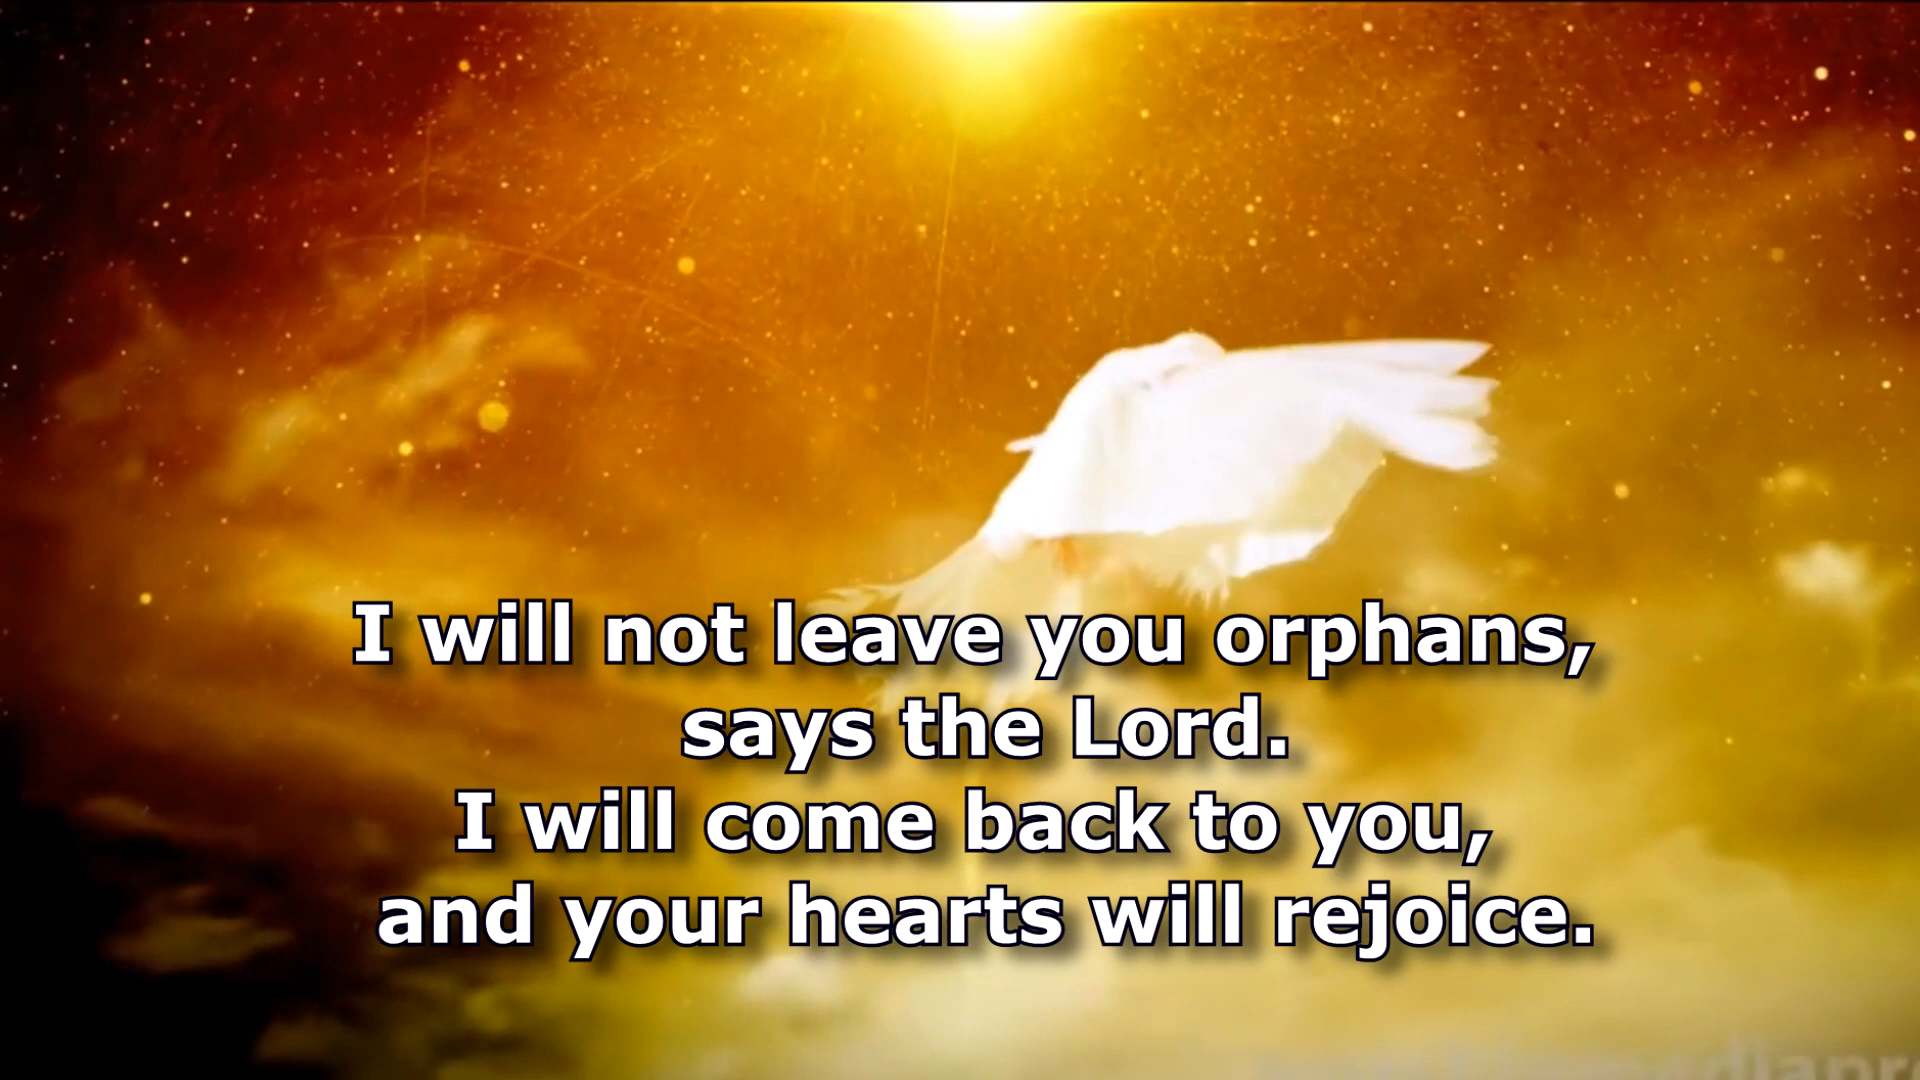 I will not leave you orphans,
says the Lord.
I will come back to you,
and your hearts will rejoice.